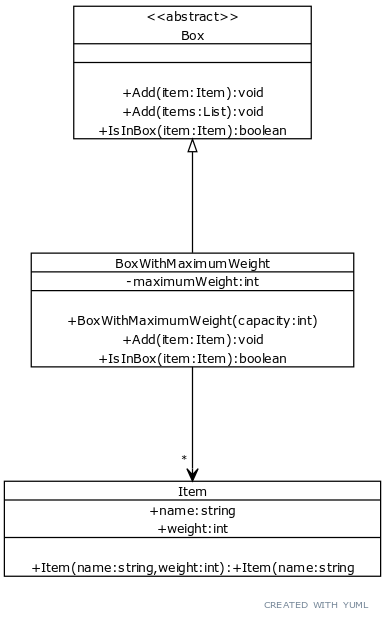 <<abstract>>
Box
+Add(item:Item):void
+Add(items:List):void
+IsInBox(item:Item):boolean
BoxWithMaximumWeight
-maximumWeight:int
+BoxWithMaximumWeight(capacity:int)
+Add(item:Item):void
+IsInBox(item:Item):boolean
*
Item
+name:string
+weight:int
+Item(name:string,weight:int):+Item(name:string
CREATED WITH YUML